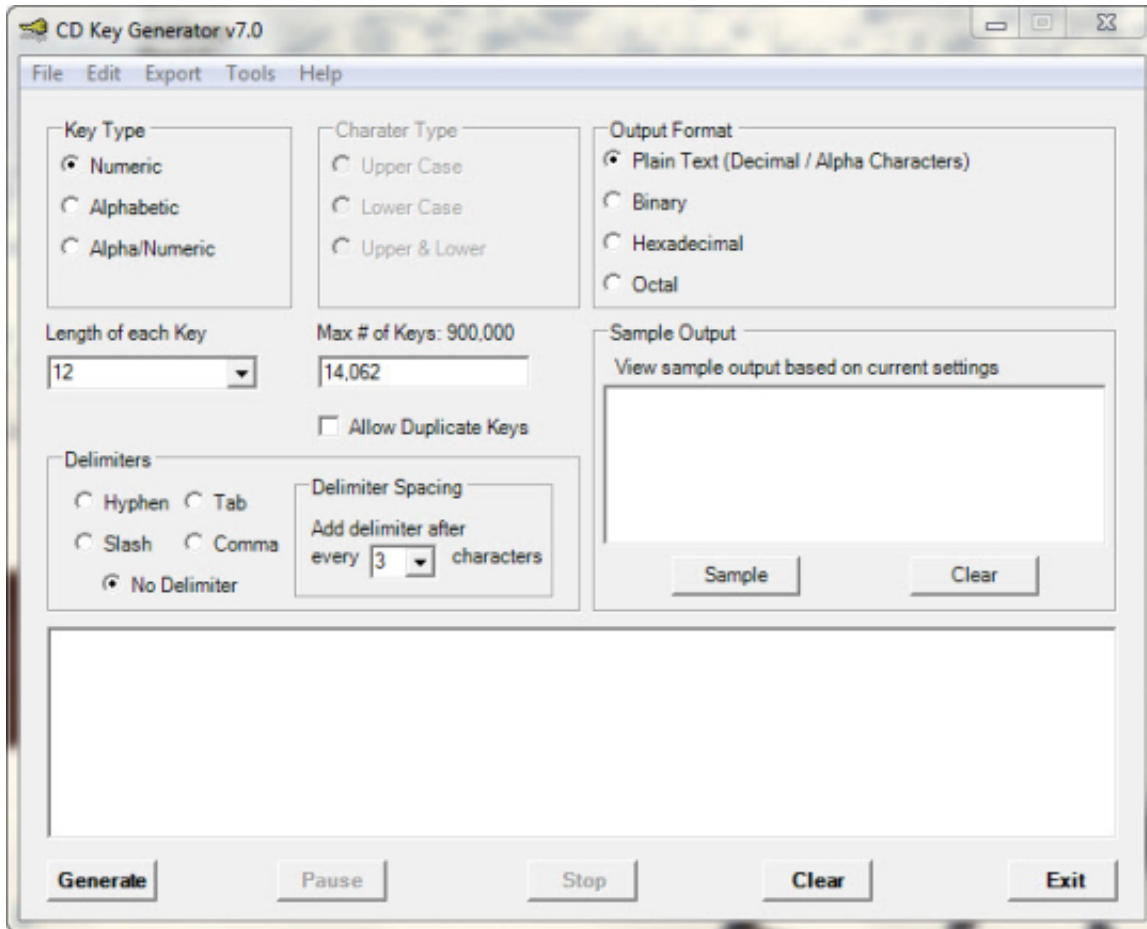 CD Key Generator v7.0
File Edit Export Tools Help
Key Type
Numeric
Alphabetic
Alpha/Numeric
Charater Type
Upper Case
Lower Case
Upper & Lower
Output Format
Plain Text (Decimal / Alpha Characters)
Binary
Hexadecimal
Octal
Length of each Key
12
Max # of Keys: 900,000
14,062
Allow Duplicate Keys
Sample Output
View sample output based on current settings
Sample Clear
Delimiters
Hyphen Tab
Slash Comma
No Delimiter
Delimiter Spacing
Add delimiter after
every 3 characters
Generate Pause Stop Clear Exit